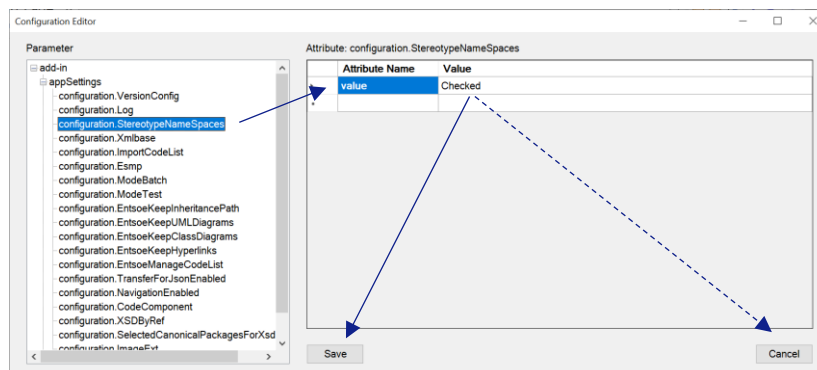 Configuration Editor
Parameter
Attribute: configuration.StereotypeNameSpaces
add-in
appSettings
configuration.VersionConfig
configuration.Log
configuration.StereotypeNameSpaces
configuration.Xmlbase
configuration.ImportCodeList
configuration.Esmp
configuration.ModeBatch
configuration.ModeTest
configuration.EntsoeKeepInheritancePath
configuration.EntsoeKeepUMLDiagrams
configuration.EntsoeKeepClassDiagrams
configuration.EntsoeKeepHyperlinks
configuration.EntsoeManageCodeList
configuration.TransferForJsonEnabled
configuration.NavigationEnabled
configuration.CodeComponent
configuration.XSDByRef
configuration.SelectedCanonicalPackagesForXsd
configuration.ImageExt
Attribute Name Value
value Checked
Save
Cancel